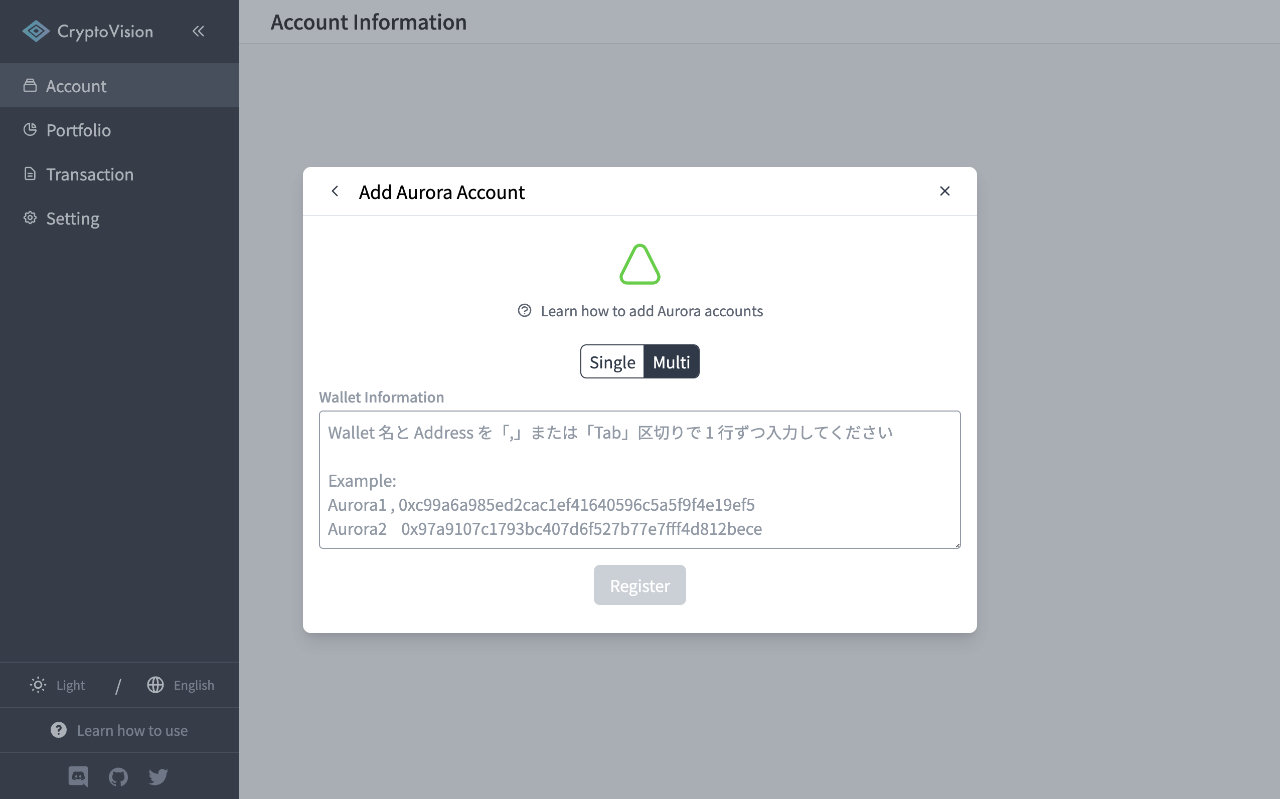 CryptoVision
Account
Portfolio
Transaction
Setting
Light / English
Learn how to use
Account Information
Add Aurora Account
Learn how to add Aurora accounts
Single Multi
Wallet Information
Wallet 名と Address を「,」または「Tab」区切りで 1 行ずつ入力してください
Example:
Aurora1 , 0xc99a6a985ed2cac1ef41640596c5a5f9f4e19ef5
Aurora2 0x97a9107c1793bc407d6f527b77e7fff4d812bece
Register